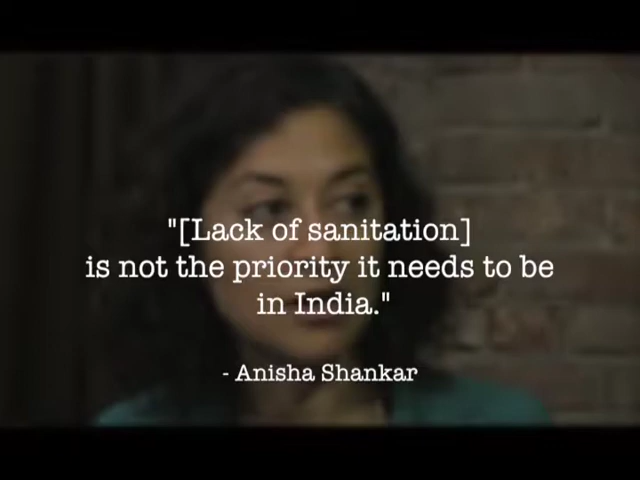 "[Lack of sanitation]
is not the priority it needs to be
in India."
- Anisha Shankar